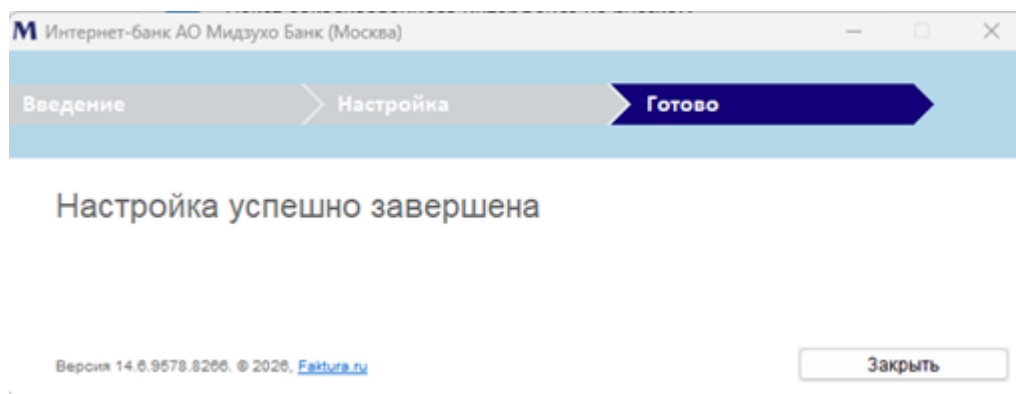 М Интернет-банк АО Мидзухо Банк (Москва)
Введение
Настройка
Готово
Настройка успешно завершена
Версия 14.6.9578.8266. © 2026, Faktura.ru
Закрыть